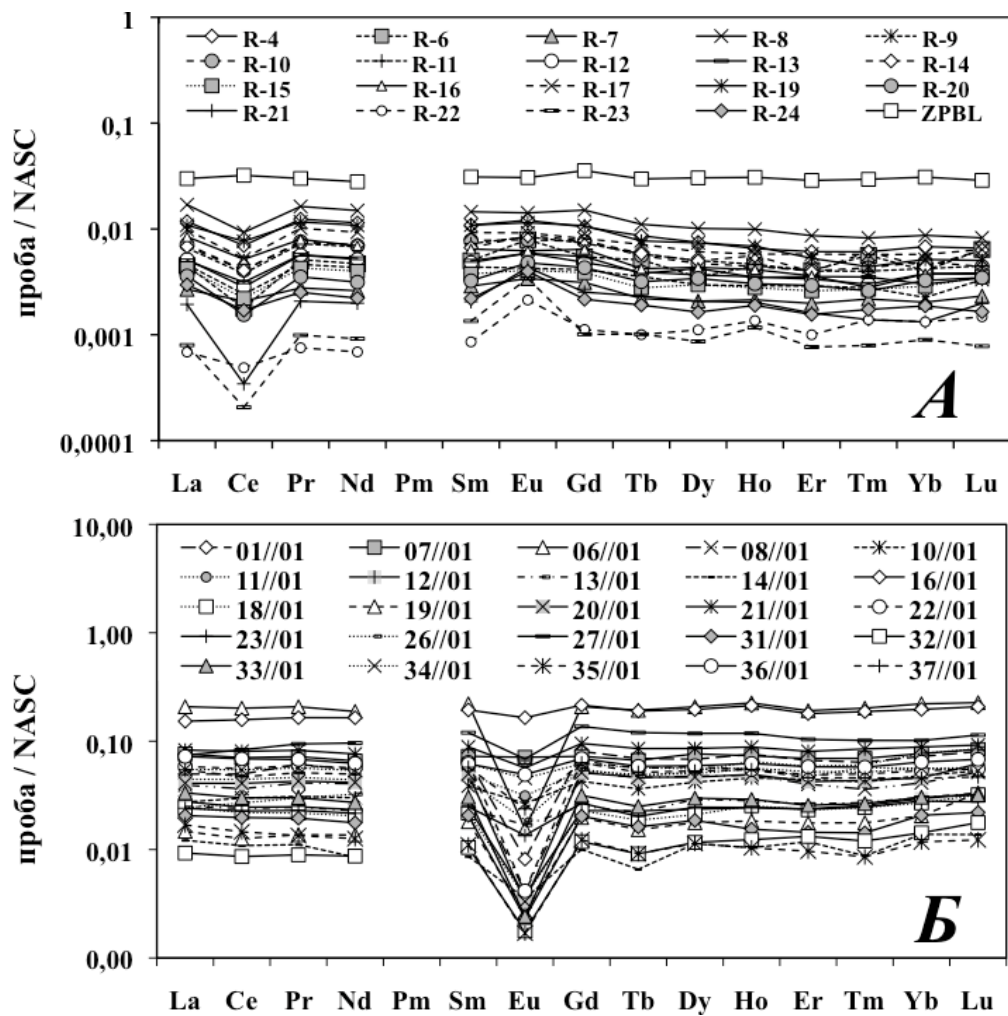 1
R-4 R-6 R-7 R-8 R-9
R-10 R-11 R-12 R-13 R-14
R-15 R-16 R-17 R-19 R-20
R-21 R-22 R-23 R-24 ZPBL
0,1
0,01
0,001
0,0001
проба / NASC
А
La Ce Pr Nd Pm Sm Eu Gd Tb Dy Ho Er Tm Yb Lu
10,00
01//01 07//01 06//01 08//01 10//01
11//01 12//01 13//01 14//01 16//01
18//01 19//01 20//01 21//01 22//01
23//01 26//01 27//01 31//01 32//01
33//01 34//01 35//01 36//01 37//01
1,00
0,10
0,01
0,00
проба / NASC
Б
La Ce Pr Nd Pm Sm Eu Gd Tb Dy Ho Er Tm Yb Lu